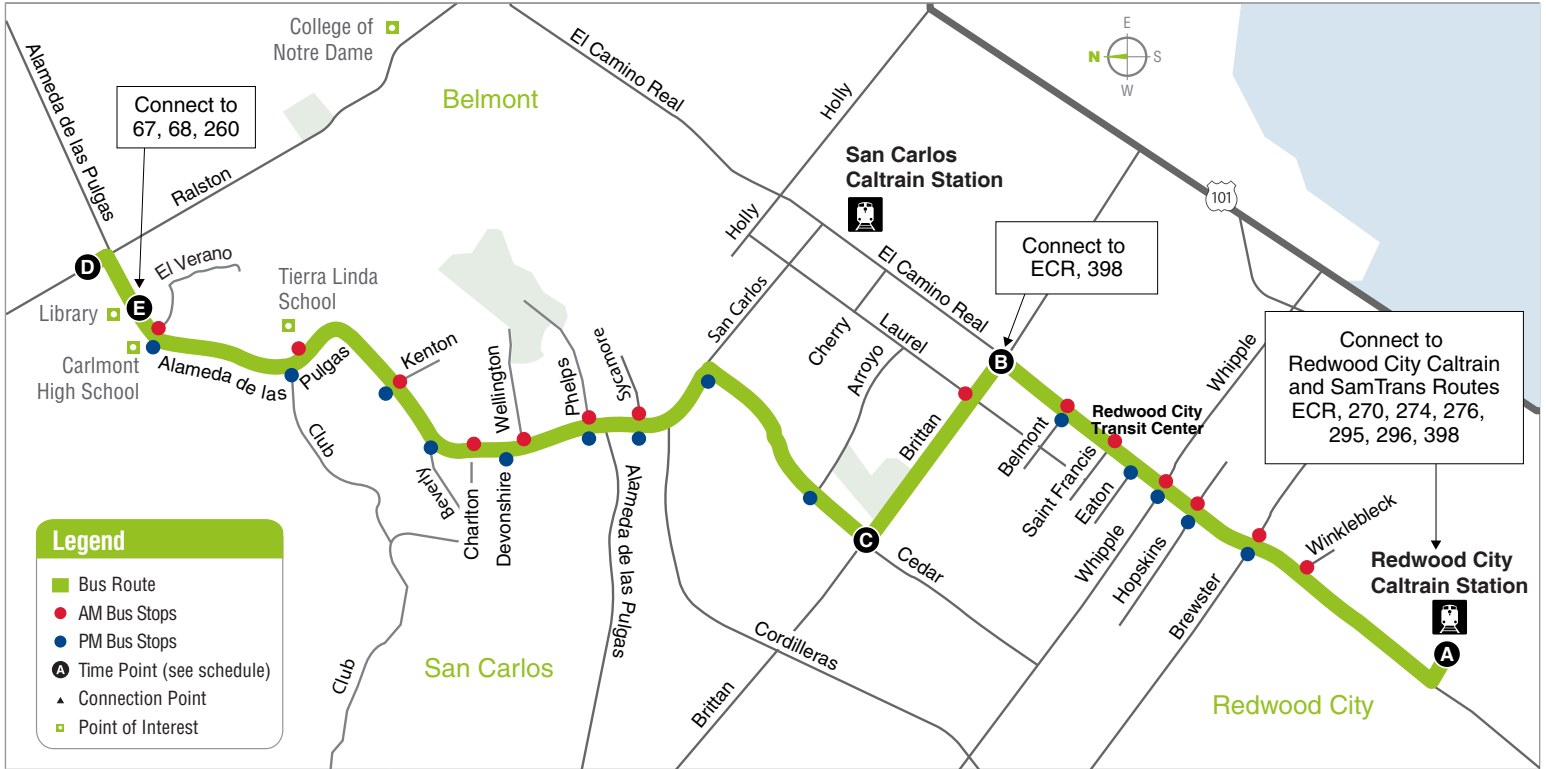 College of
Notre Dame
Alameda de las Pulgas
Connect to
67, 68, 260
Belmont
El Camino Real
Holly
E
N
S
W
Ralston
San Carlos
Caltrain Station
101
D
E
El Verano
Library
Tierra Linda
School
Holly
San Carlos
El Camino Real
Connect to
ECR, 398
Carlmont
High School
Alameda de las
Pulgas
Kenton
Wellington
Phelps
Sycamore
Cherry
Laurel
Arroyo
B
Whipple
Connect to
Redwood City Caltrain
and SamTrans Routes
ECR, 270, 274, 276,
295, 296, 398
Club
Beverly
Charlton
Devonshire
Alameda de las Pulgas
Brittan
Belmont
Redwood City
Transit Center
Saint Francis
Eaton
Whipple
Hopskins
Brewster
Winklebleck
Redwood City
Caltrain Station
A
C
Cedar
Cordilleras
Brittan
Club
San Carlos
Redwood City
Legend
Bus Route
AM Bus Stops
PM Bus Stops
A Time Point (see schedule)
Connection Point
Point of Interest